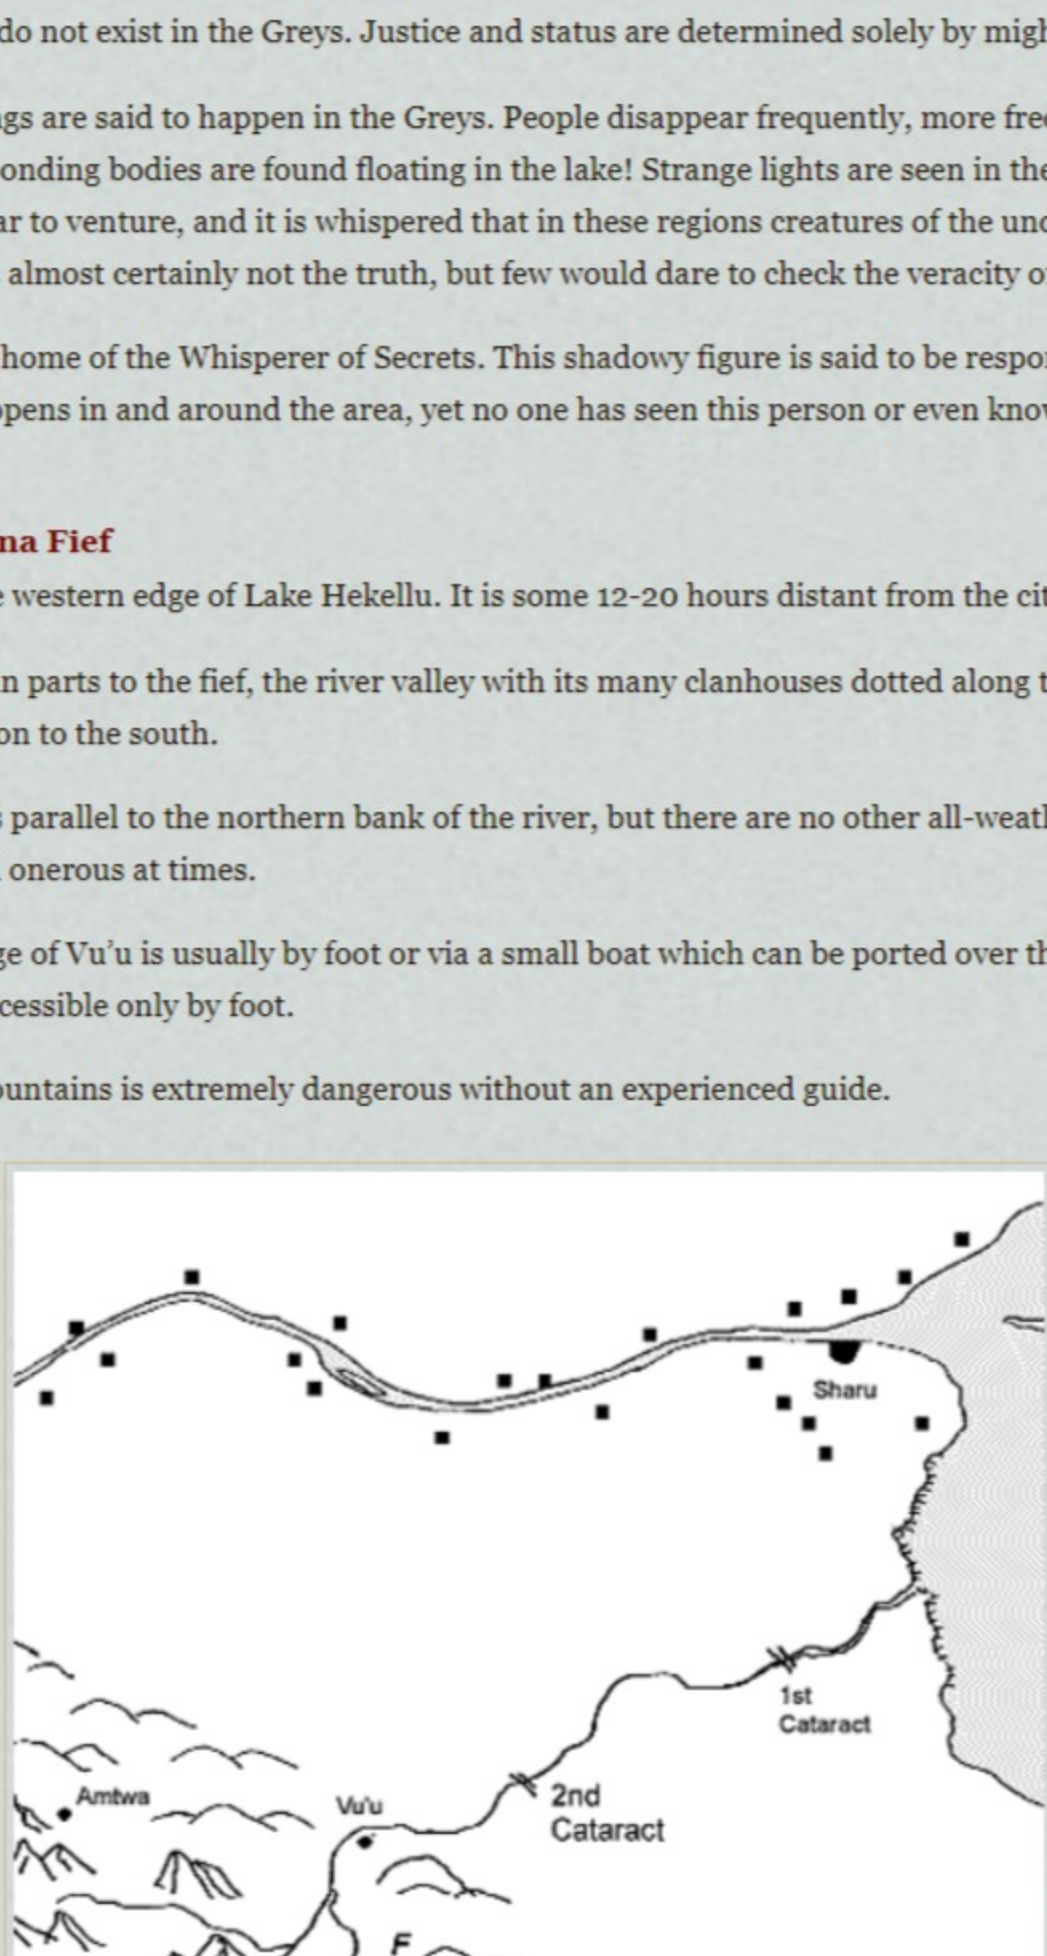 do not exist in the Greys. Justice and status are determined solely by migh
gs are said to happen in the Greys. People disappear frequently, more fre
onding bodies are found floating in the lake! Strange lights are seen in the
ar to venture, and it is whispered that in these regions creatures of the und
almost certainly not the truth, but few would dare to check the veracity o
home of the Whisperer of Secrets. This shadowy figure is said to be respo
ppens in and around the area, yet no one has seen this person or even know
na Fief
e western edge of Lake Hekellu. It is some 12-20 hours distant from the cit
n parts to the fief, the river valley with its many clanhouses dotted along t
on to the south.
s parallel to the northern bank of the river, but there are no other all-weath
onerous at times.
ge of Vu’u is usually by foot or via a small boat which can be ported over th
cessible only by foot.
ountains is extremely dangerous without an experienced guide.
Sharu
1st
Cataract
Amtwa
Vu'u
2nd
Cataract
F